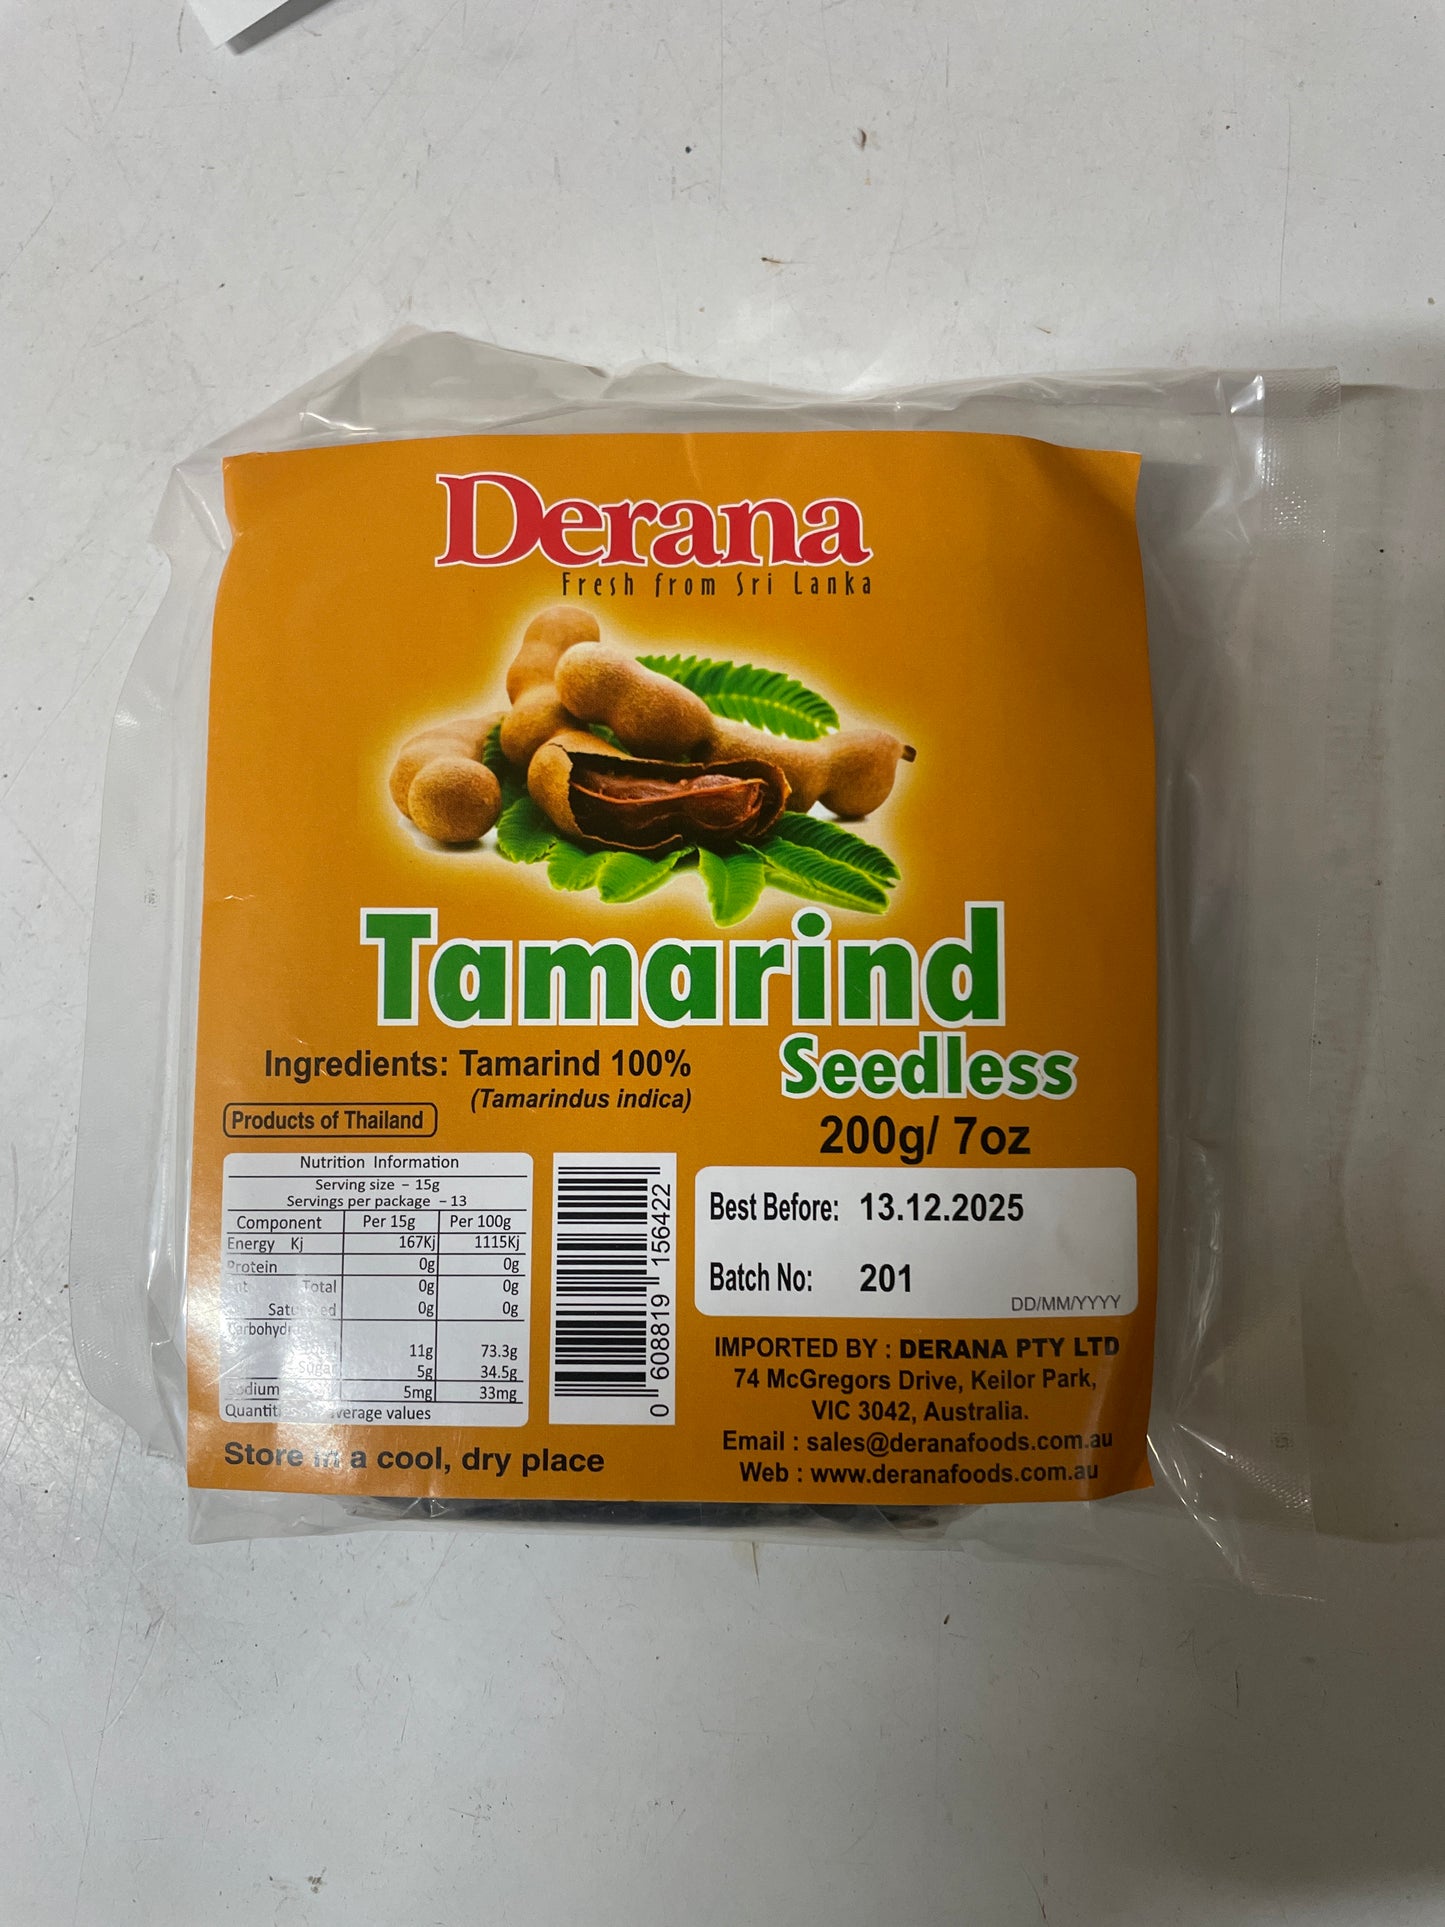 Derana
Fresh from Sri Lanka
Tamarind
Seedless
Ingredients: Tamarind 100%
(Tamarindus indica)
Products of Thailand
200g/ 7oz
Nutrition Information
Serving size – 15g
Servings per package – 13
Component Per 15g Per 100g
Energy Kj 167Kj 1115Kj
Protein 0g 0g
Total 0g 0g
0g 0g
11g 73.3g
Sugar 5g 34.5g
5mg 33mg
average values
Store in a cool, dry place
0 608819 156422
Best Before: 13.12.2025
Batch No: 201
DD/MM/YYYY
IMPORTED BY : DERANA PTY LTD
74 McGregors Drive, Keilor Park,
VIC 3042, Australia.
Email : sales@deranafoods.com.au
Web : www.deranafoods.com.au